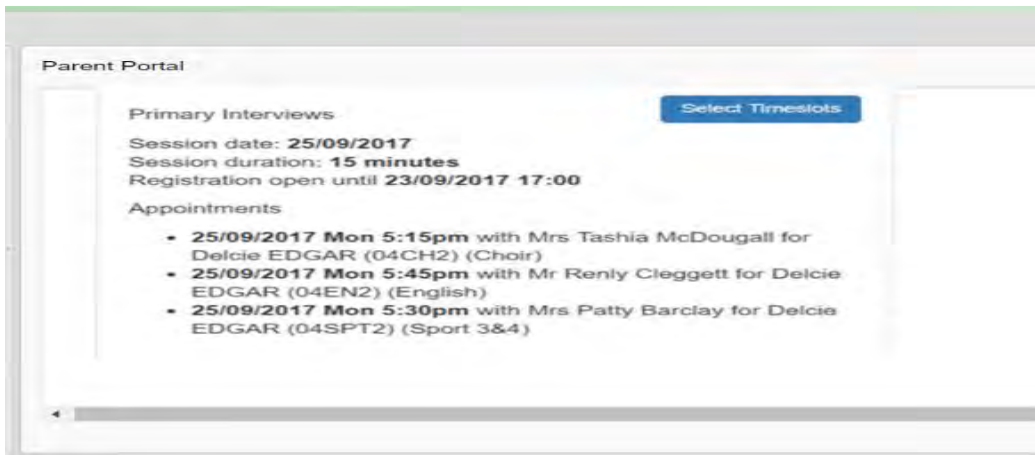 Parent Portal
Primary Interviews
Select Timeslots
Session date: 25/09/2017
Session duration: 15 minutes
Registration open until 23/09/2017 17:00
Appointments
• 25/09/2017 Mon 5:15pm with Mrs Tashia McDougall for
Delcie EDGAR (04CH2) (Choir)
• 25/09/2017 Mon 5:45pm with Mr Renly Cleggett for Delcie
EDGAR (04EN2) (English)
• 25/09/2017 Mon 5:30pm with Mrs Patty Barclay for Delcie
EDGAR (04SPT2) (Sport 3&4)